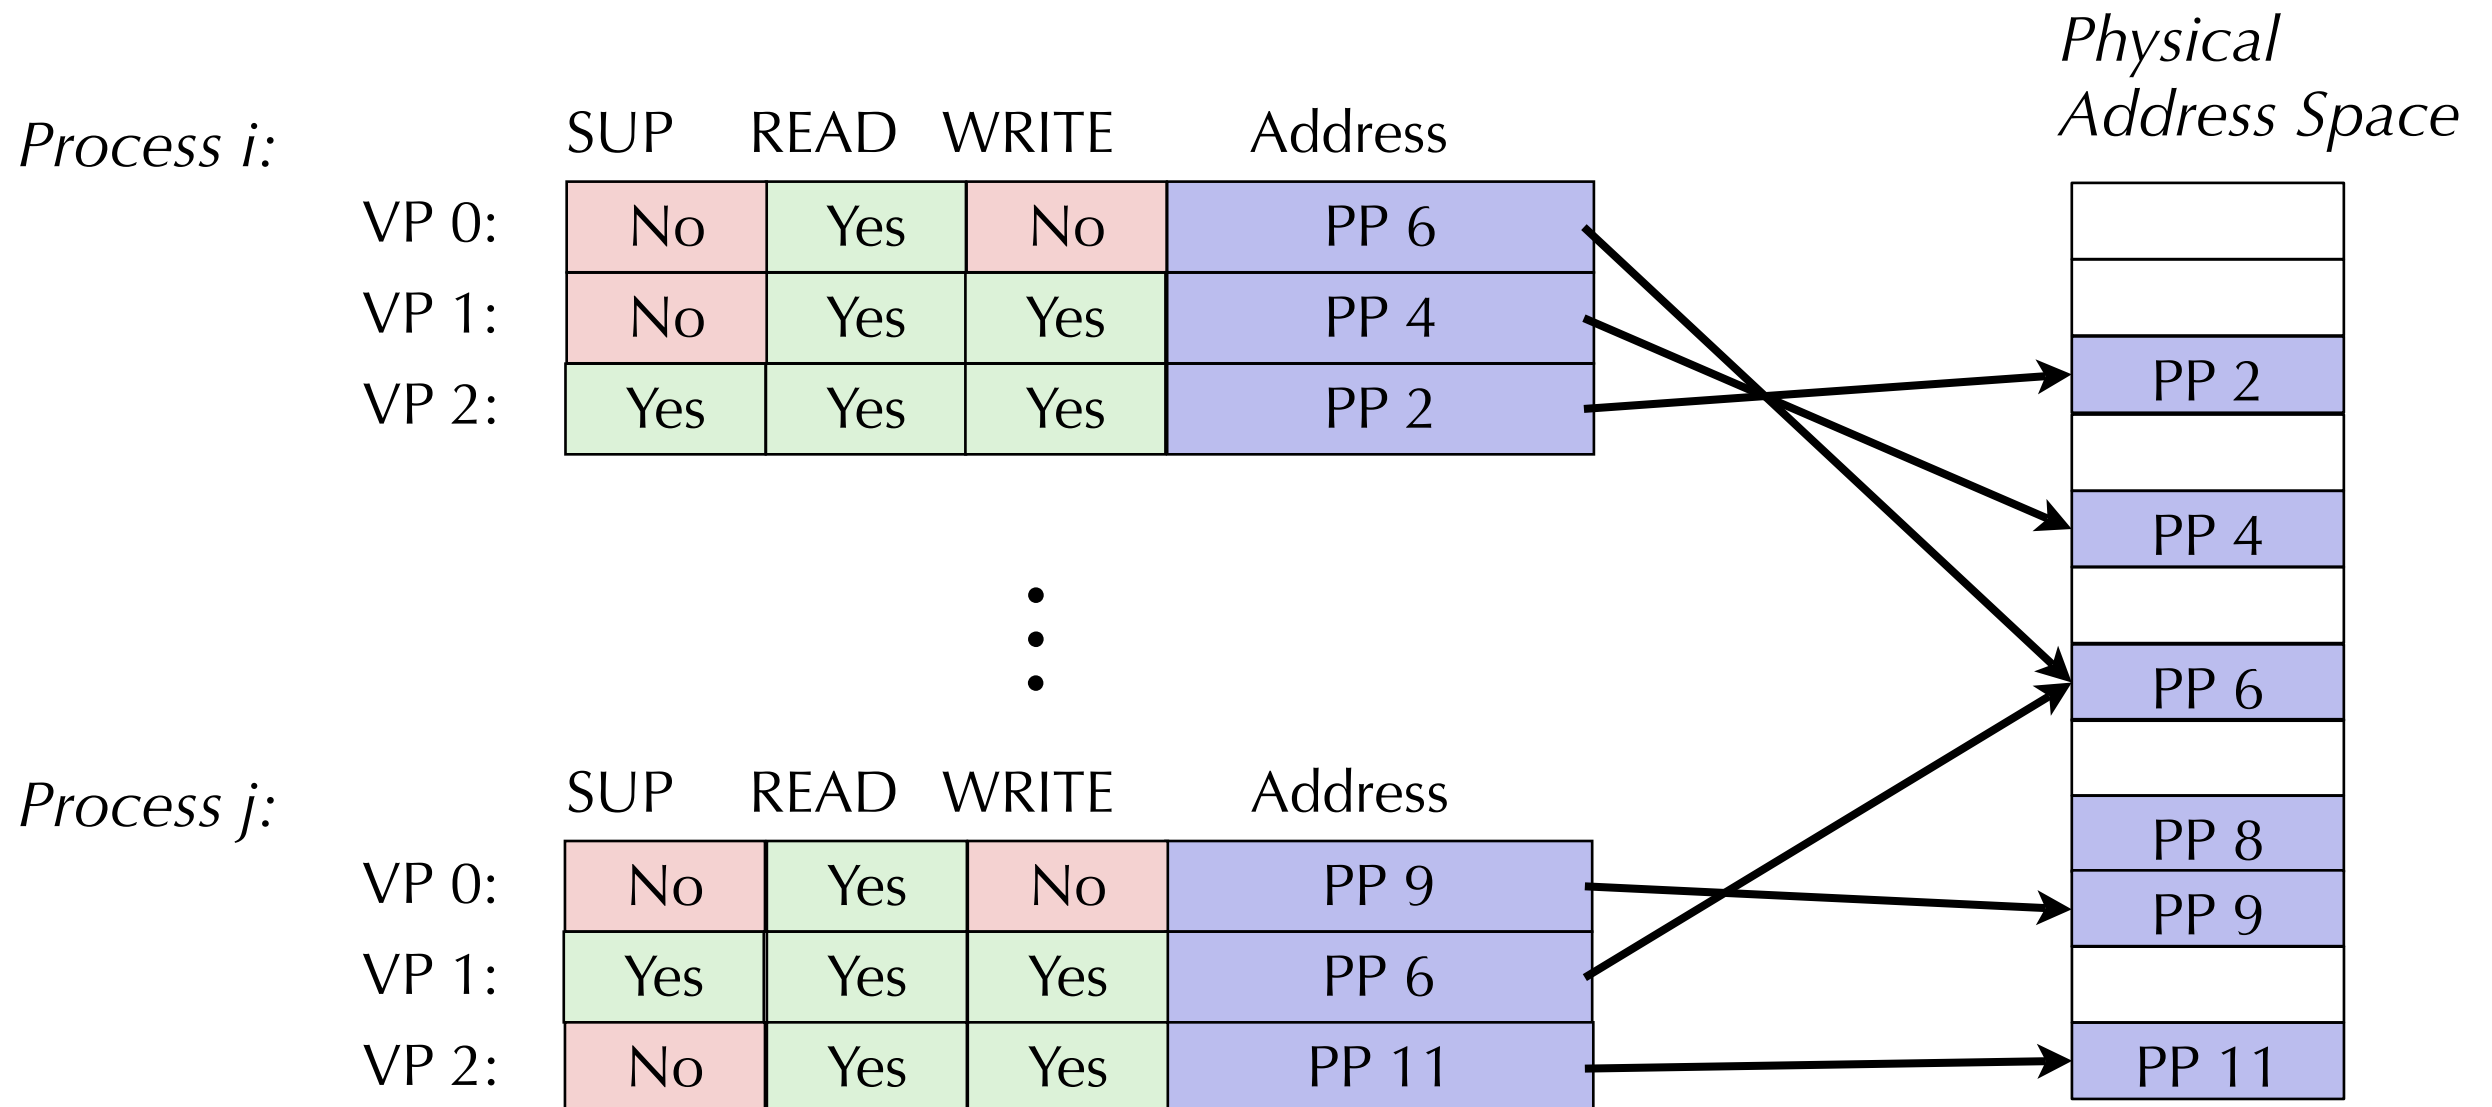 Physical
Address Space
Process i:
SUP READ WRITE Address
VP 0: No Yes No PP 6
VP 1: No Yes Yes PP 4
VP 2: Yes Yes Yes PP 2
PP 2
PP 4
PP 6
PP 8
PP 9
PP 11
Process j:
SUP READ WRITE Address
VP 0: No Yes No PP 9
VP 1: Yes Yes Yes PP 6
VP 2: No Yes Yes PP 11